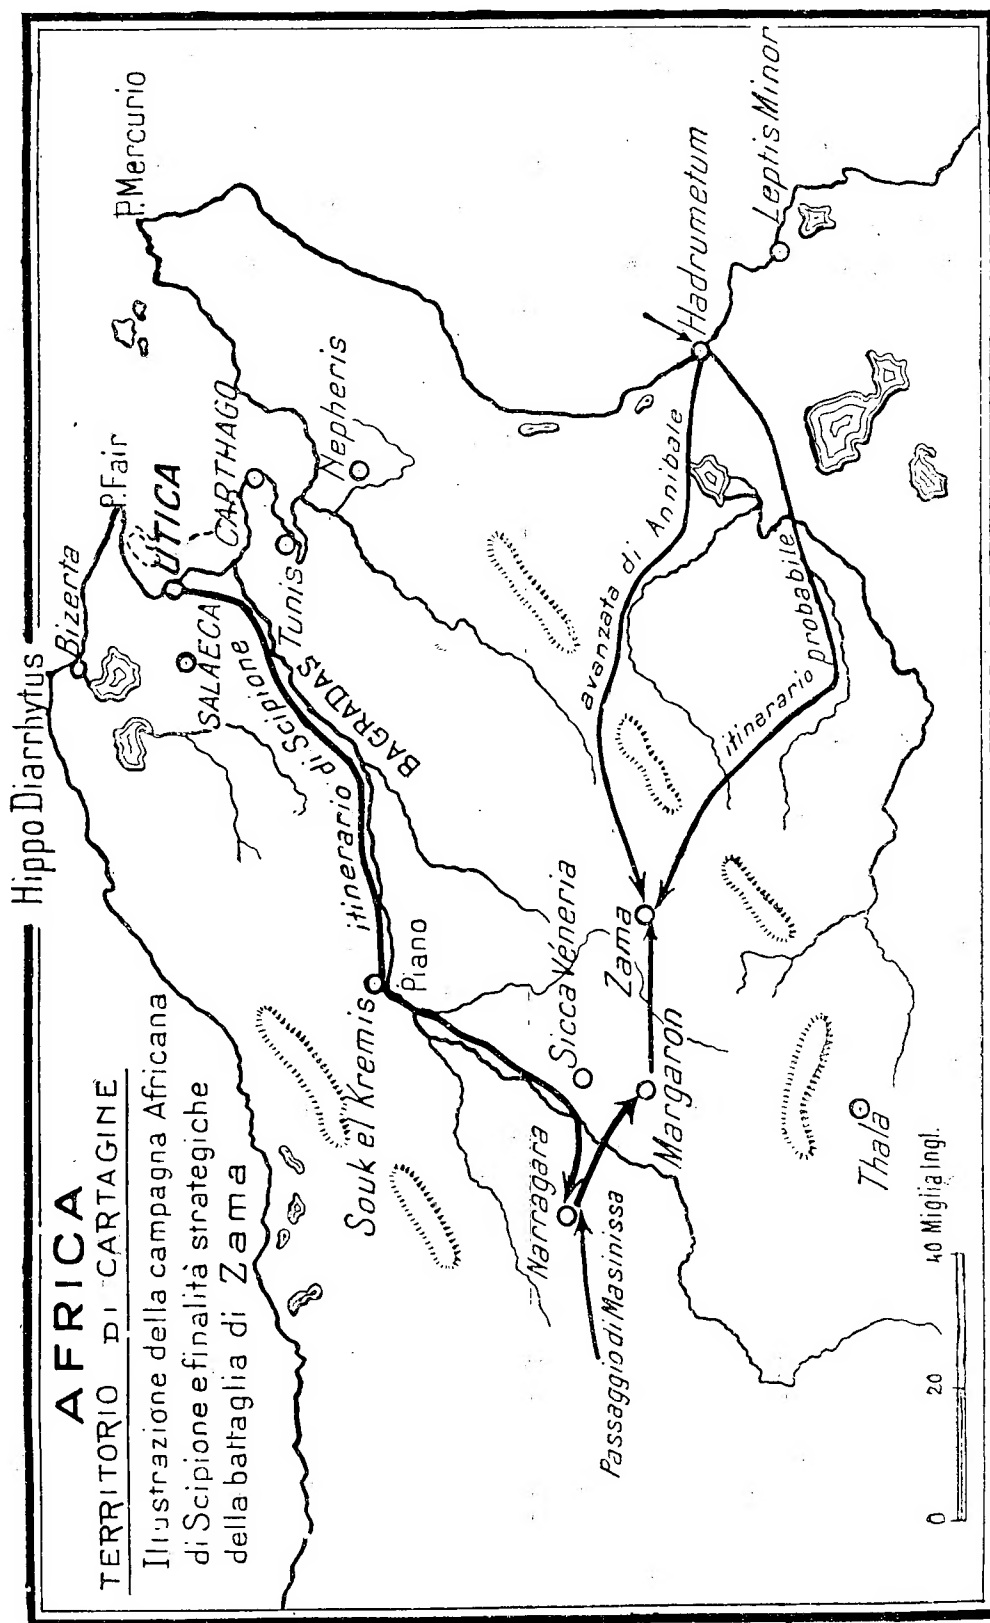 AFRICA
TERRITORIO DI CARTAGINE
Illustrazione della campagna Africana
di Scipione e finalità strategiche
della battaglia di Zama
Hippo Diarrhytus
Bizerta
P. Fair
P. Mercurio
UTICA
SALAECA
CARTHAGO
Tunis
Nepheris
itinerario di Scipione
BAGRADAS
Souk el Kremis
Piano
Narragara
Sicca Véneria
Zama
Margaron
Passaggio di Masinissa
avanzata di Annibale
itinerario probabile
Hadrumetum
Leptis Minor
Thala
0 20 40 Miglia Ingl.